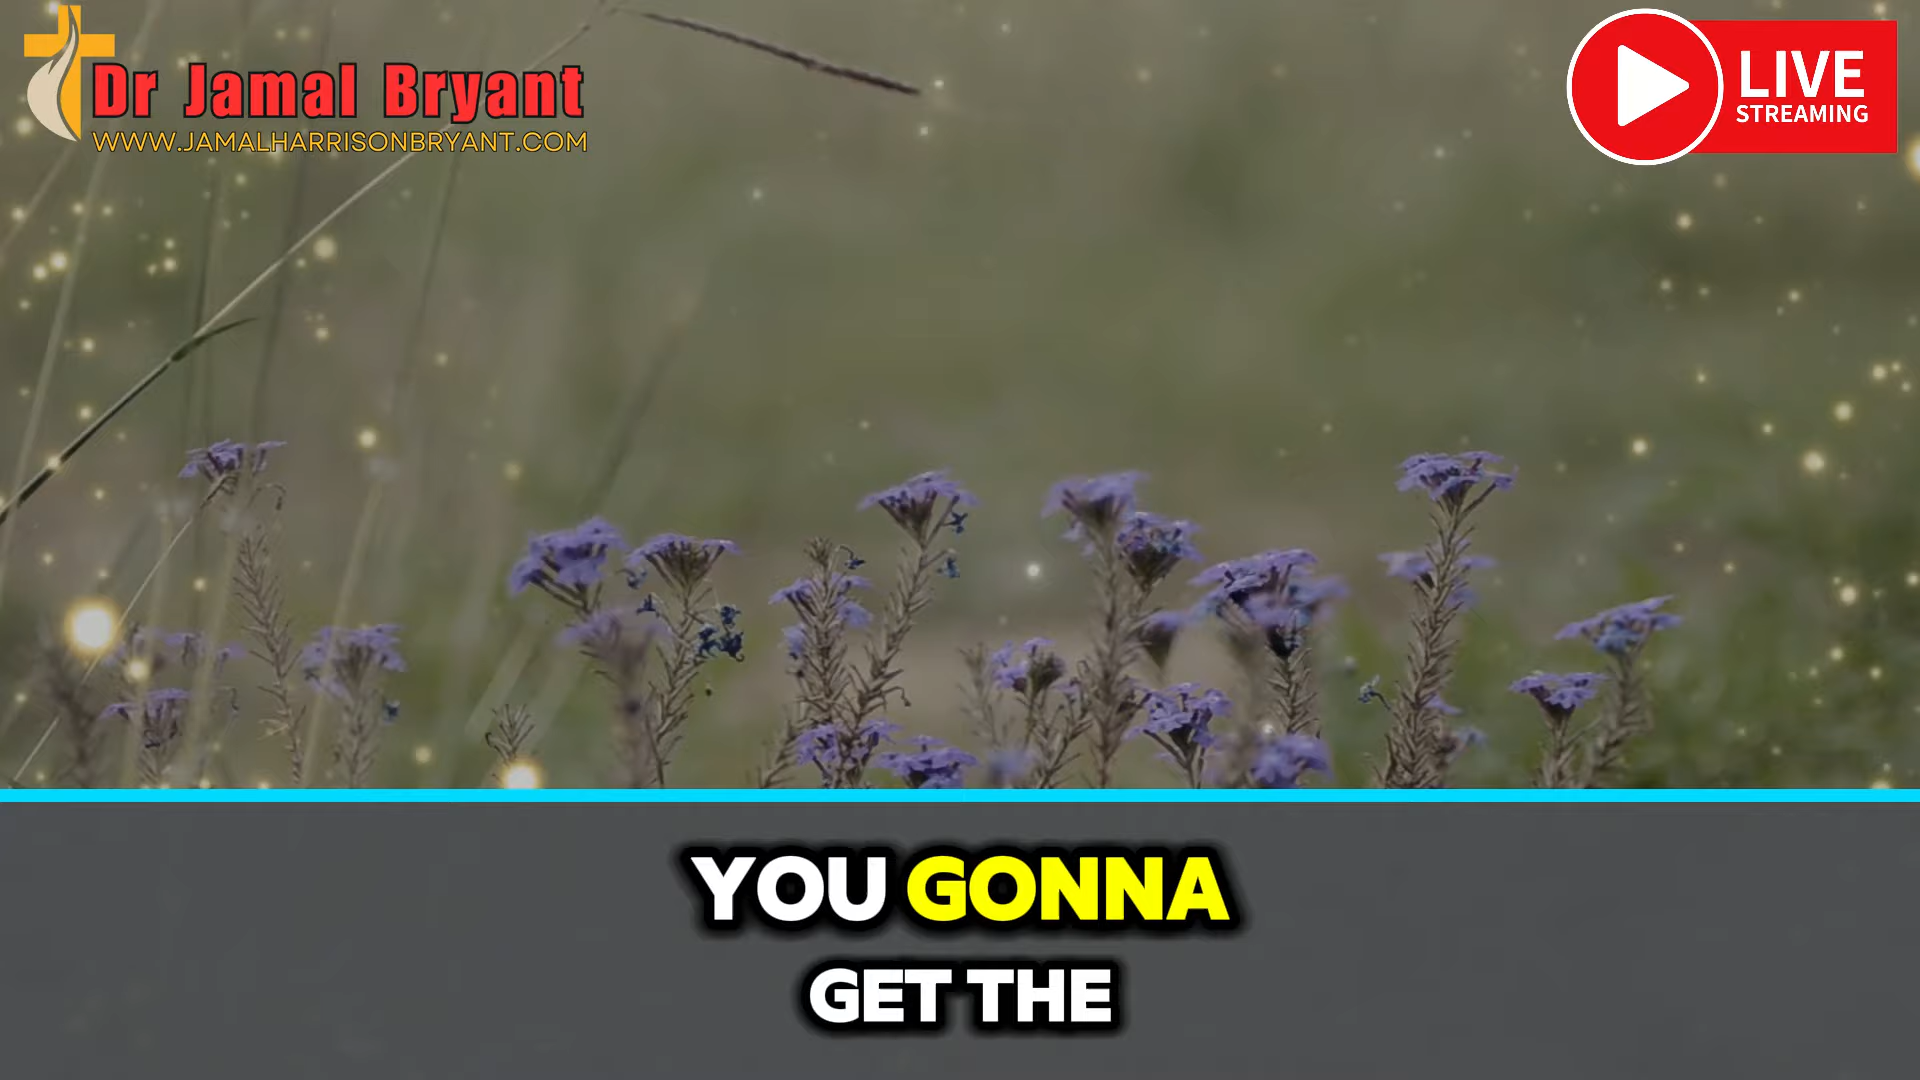 Dr Jamal Bryant
WWW.JAMALHARRISONBRYANT.COM
LIVE
STREAMING
YOU GONNA
GET THE